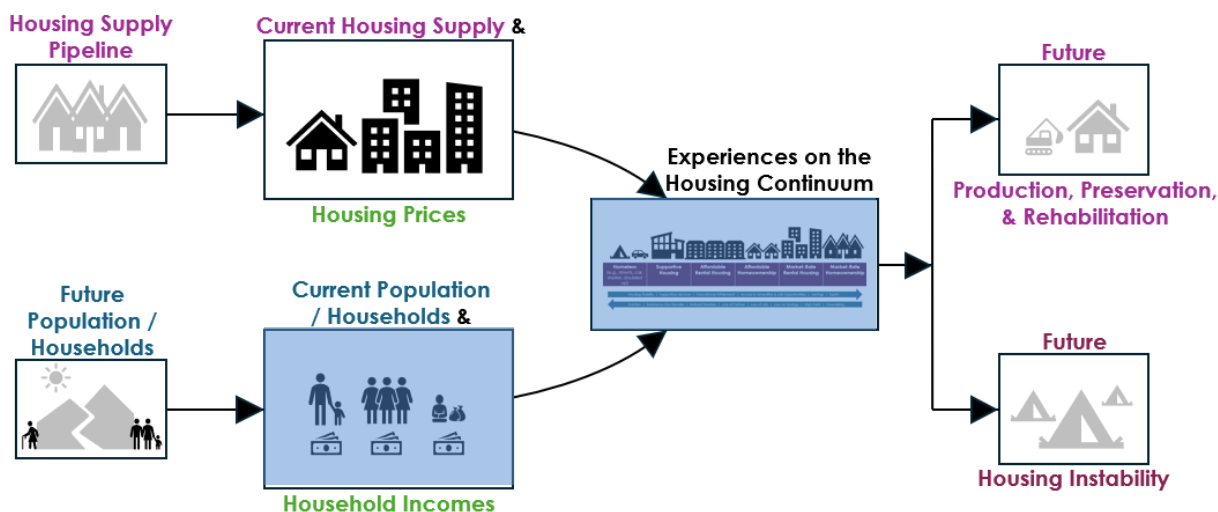 Housing Supply
Pipeline
Current Housing Supply &
Housing Prices
Future
Population /
Households
Current Population
/ Households &
Household Incomes
Experiences on the
Housing Continuum
Homeless
Supportive
Housing
Affordable
Rental Housing
Affordable
Homeownership
Market Rate
Rental Housing
Market Rate
Homeownership
Future
Production, Preservation,
& Rehabilitation
Future
Housing Instability